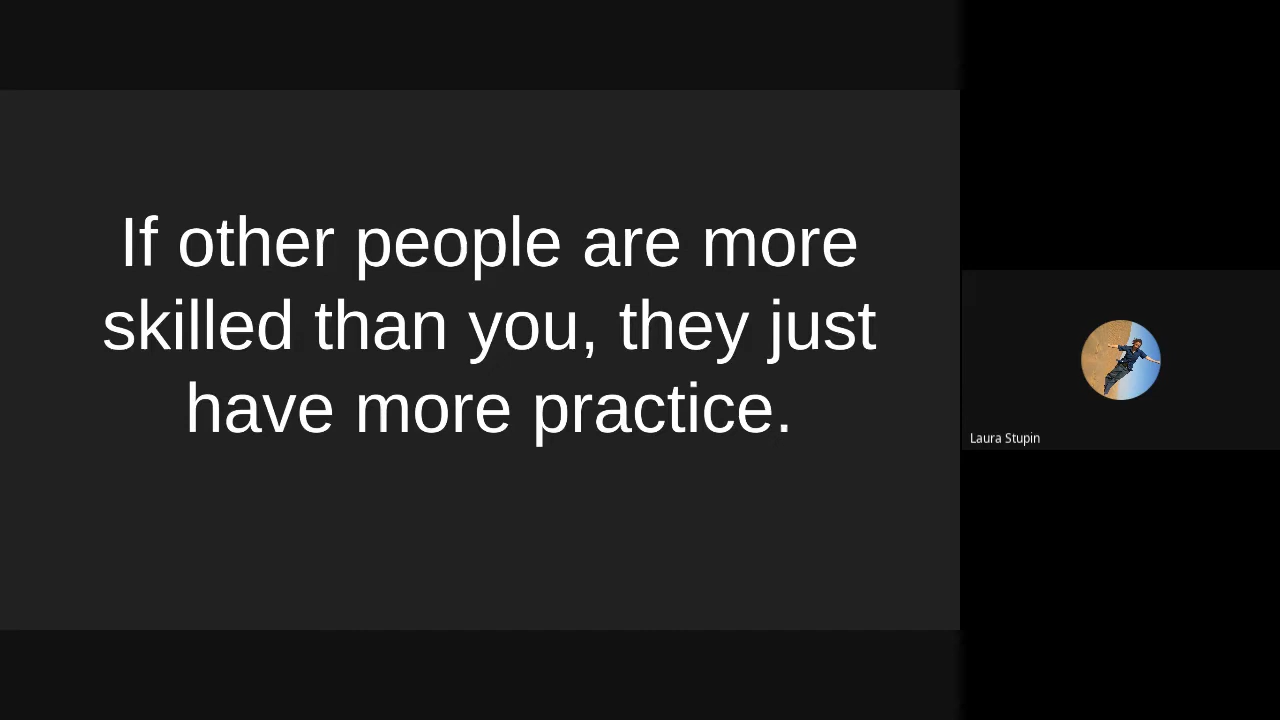 If other people are more
skilled than you, they just
have more practice.
Laura Stupin